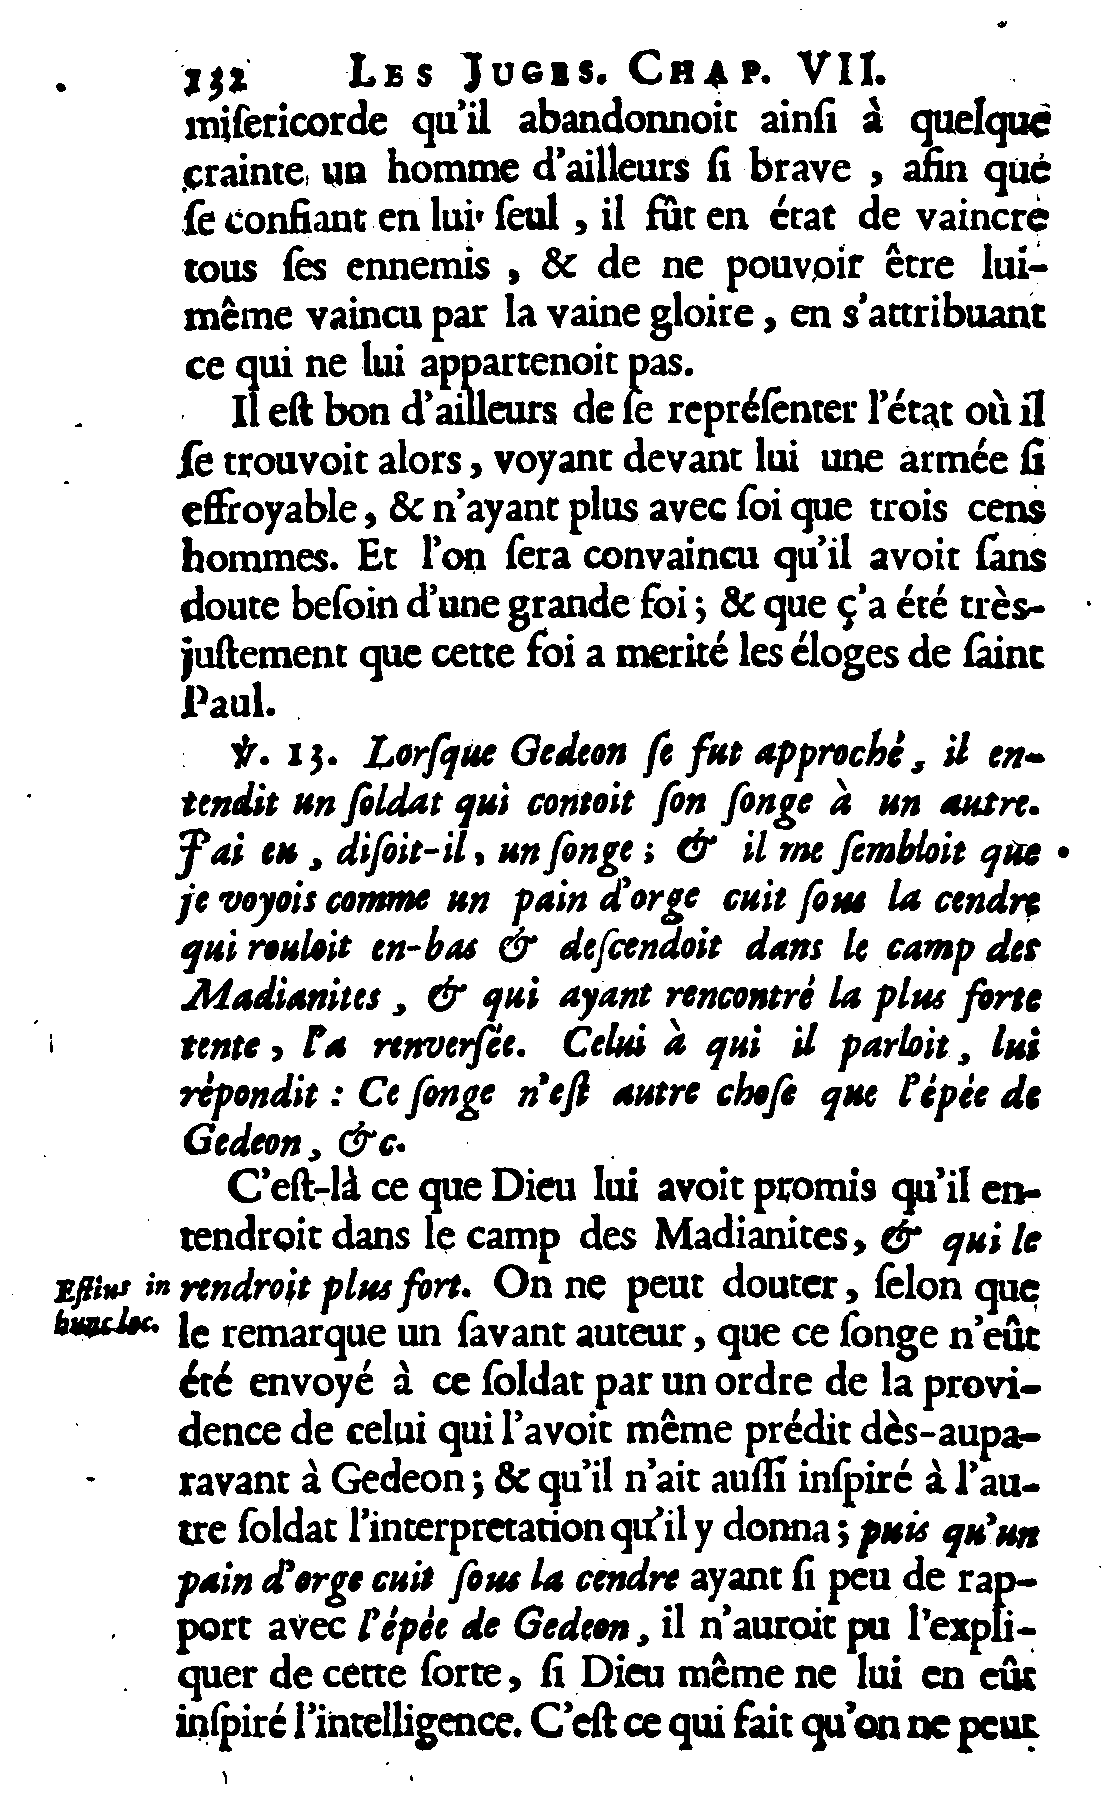 132 LES JUGES. CHAP. VII.
miſericorde qu'il abandonnoit ainſi à quelque
crainte un homme d'ailleurs ſi brave, afin que
ſe confiant en lui ſeul, il fût en état de vaincre
tous ſes ennemis, & de ne pouvoir être lui-
même vaincu par la vaine gloire, en s'attribuant
ce qui ne lui appartenoit pas.
Il eſt bon d'ailleurs de ſe repréſenter l'état où il
ſe trouvoit alors, voyant devant lui une armée ſi
effroyable, & n'ayant plus avec ſoi que trois cens
hommes. Et l'on ſera convaincu qu'il avoit ſans
doute beſoin d'une grande foi; & que ç'a été très-
juſtement que cette foi a merité les éloges de ſaint
Paul.
℣. 13. Lorſque Gedeon ſe fut approché, il en-
tendit un ſoldat qui contoit ſon ſonge à un autre.
J'ai eu, diſoit-il, un ſonge; & il me ſembloit que
je voyois comme un pain d'orge cuit ſous la cendre
qui rouloit en-bas & deſcendoit dans le camp des
Madianites, & qui ayant rencontré la plus forte
tente, l'a renverſée. Celui à qui il parloit, lui
répondit : Ce ſonge n'eſt autre choſe que l'épée de
Gedeon, &c.
C'eſt-là ce que Dieu lui avoit promis qu'il en-
tendroit dans le camp des Madianites, & qui le
Eſtius in rendroit plus fort. On ne peut douter, ſelon que
hunc loc. le remarque un ſavant auteur, que ce ſonge n'eût
été envoyé à ce ſoldat par un ordre de la provi-
dence de celui qui l'avoit même prédit dès-aupa-
ravant à Gedeon; & qu'il n'ait auſſi inſpiré à l'au-
tre ſoldat l'interpretation qu'il y donna; puis qu'un
pain d'orge cuit ſous la cendre ayant ſi peu de rap-
port avec l'épée de Gedeon, il n'auroit pu l'expli-
quer de cette ſorte, ſi Dieu même ne lui en eût
inſpiré l'intelligence. C'eſt ce qui fait qu'on ne peut